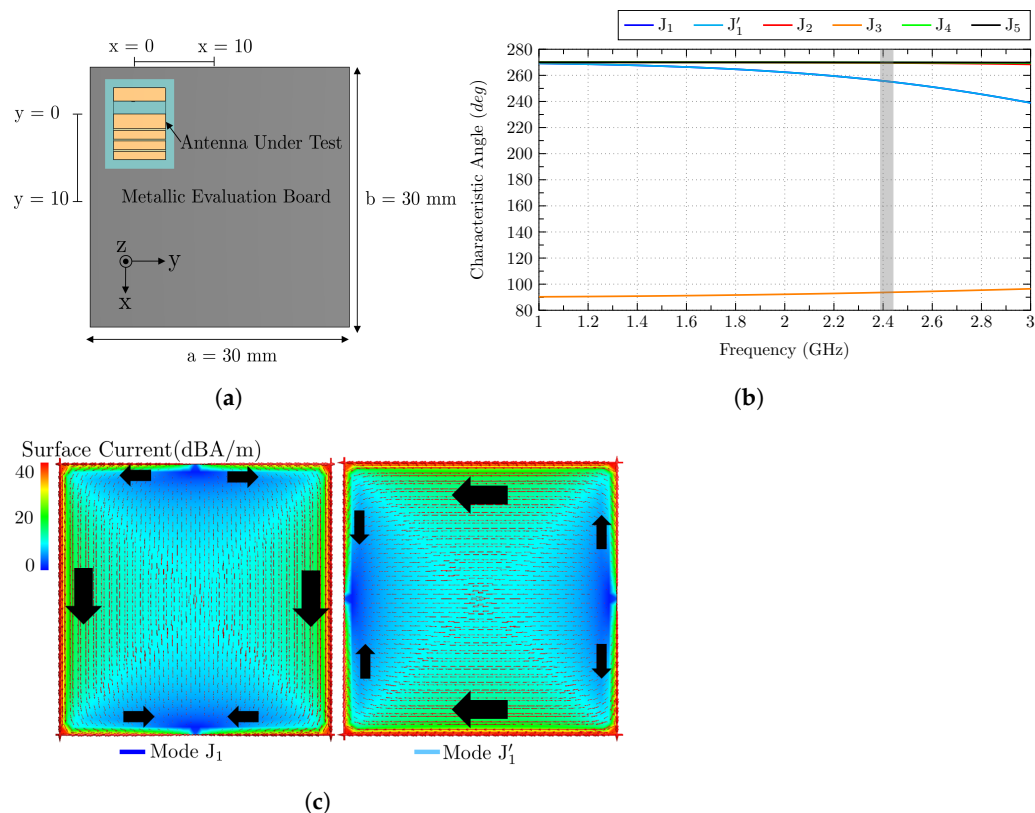 x = 0
x = 10
y = 0
Antenna Under Test
y = 10
Metallic Evaluation Board
b = 30 mm
z
y
x
a = 30 mm
(a)
J₁ J′₁ J₂ J₃ J₄ J₅
280
260
240
220
200
180
160
140
120
100
80
Characteristic Angle (deg)
1 1.2 1.4 1.6 1.8 2 2.2 2.4 2.6 2.8 3
Frequency (GHz)
(b)
Surface Current(dBA/m)
40
20
0
Mode J₁
Mode J′₁
(c)